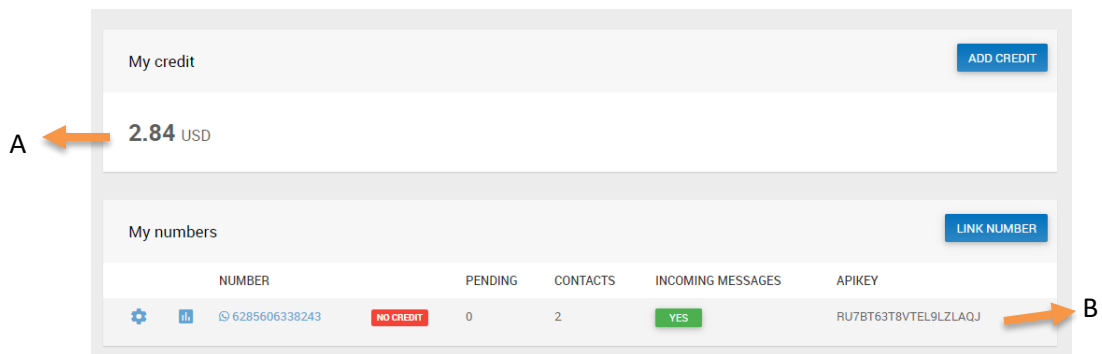 My credit
ADD CREDIT
A
2.84 USD
My numbers
LINK NUMBER
NUMBER PENDING CONTACTS INCOMING MESSAGES APIKEY
6285606338243 NO CREDIT 0 2 YES RU7BT63T8VTEL9LZLAQJ
B